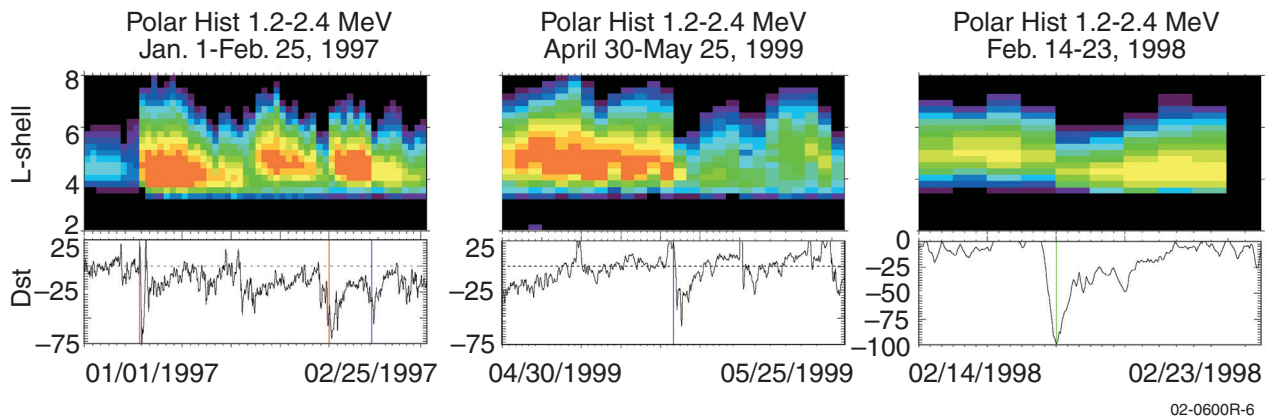 Polar Hist 1.2-2.4 MeV
Jan. 1-Feb. 25, 1997
Polar Hist 1.2-2.4 MeV
April 30-May 25, 1999
Polar Hist 1.2-2.4 MeV
Feb. 14-23, 1998
L-shell
8
6
4
2
Dst
25
−25
−75
25
−25
−75
0
−25
−50
−75
−100
01/01/1997 02/25/1997
04/30/1999 05/25/1999
02/14/1998 02/23/1998
02-0600R-6